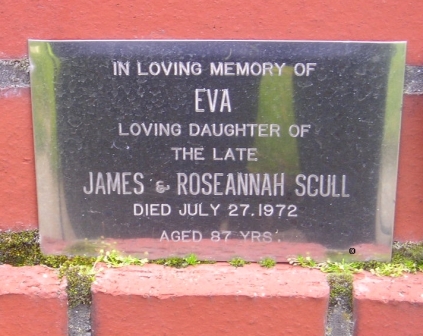 IN LOVING MEMORY OF
EVA
LOVING DAUGHTER OF
THE LATE
JAMES & ROSEANNAH SCULL
DIED JULY 27.1972
AGED 87 YRS.